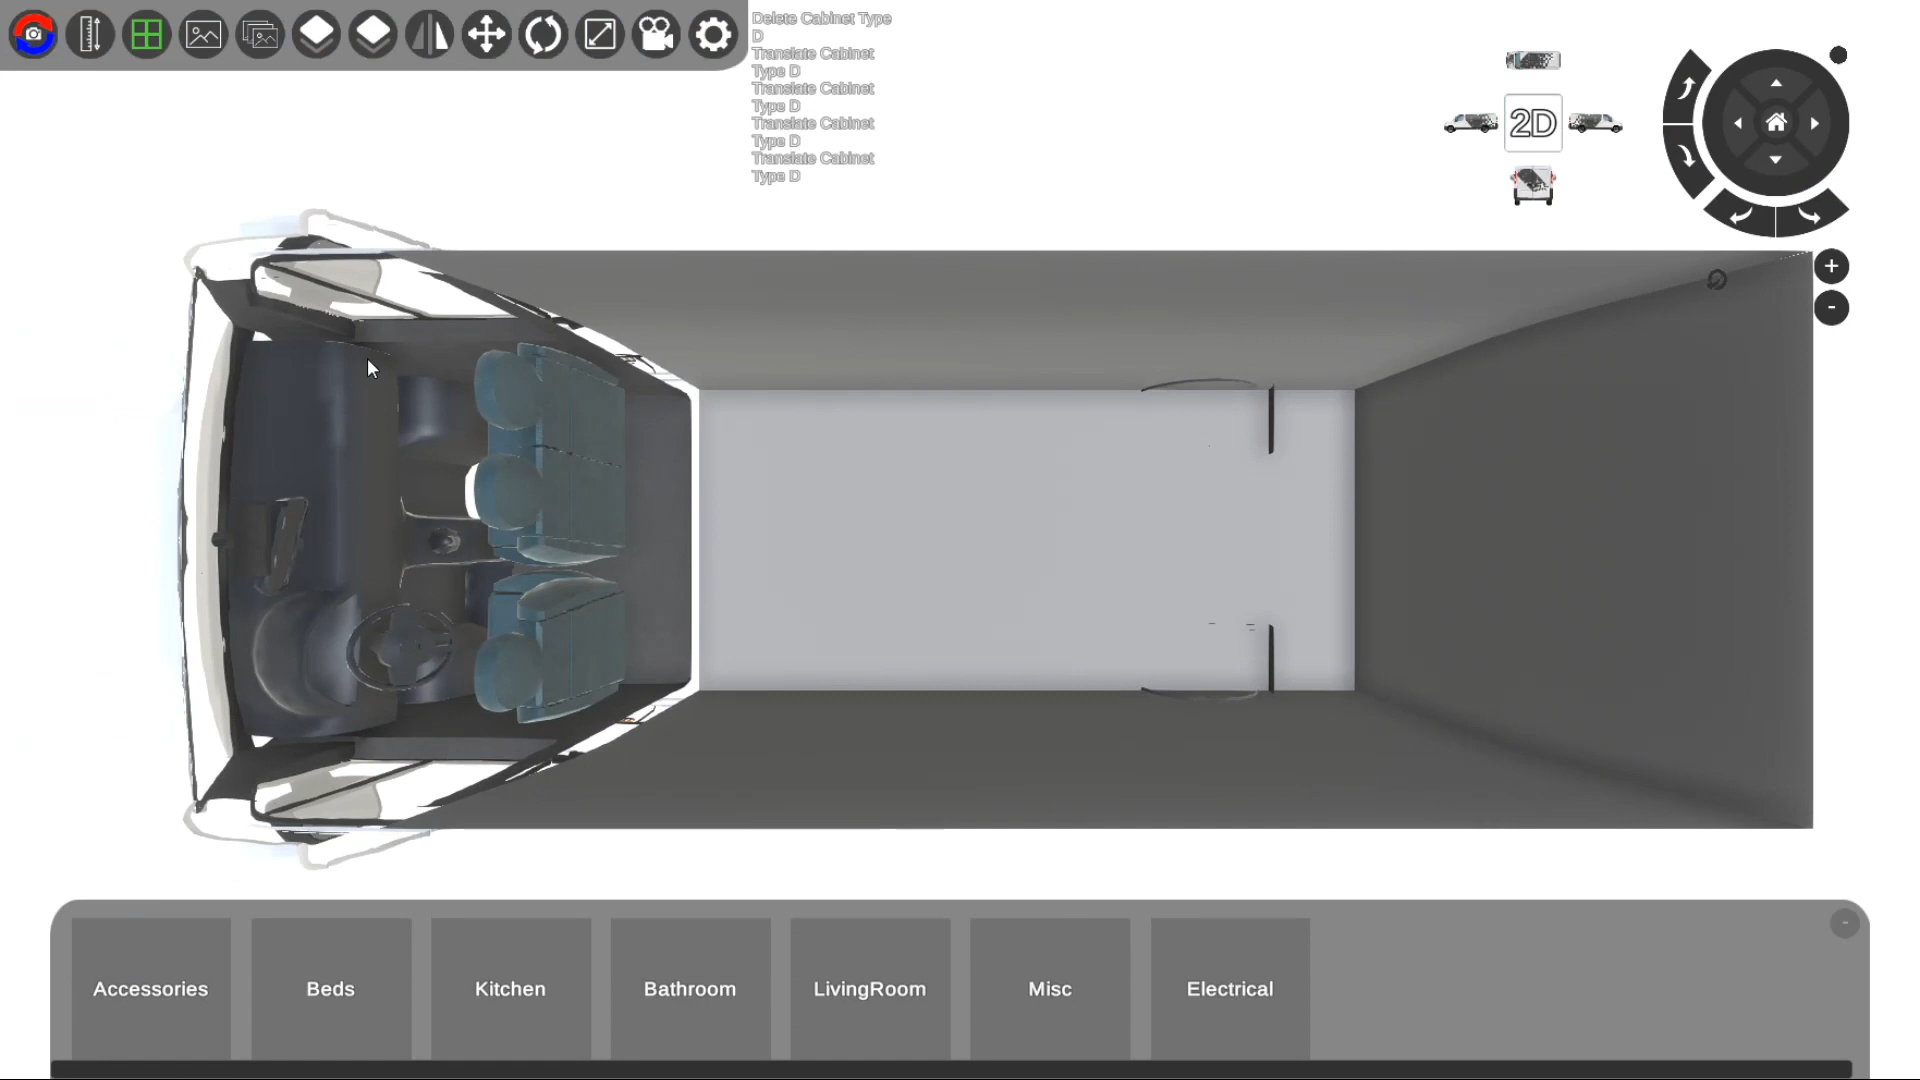 Delete Cabinet Type
D
Translate Cabinet
Type D
Translate Cabinet
Type D
Translate Cabinet
Type D
Translate Cabinet
Type D
2D
+
-
Accessories
Beds
Kitchen
Bathroom
LivingRoom
Misc
Electrical